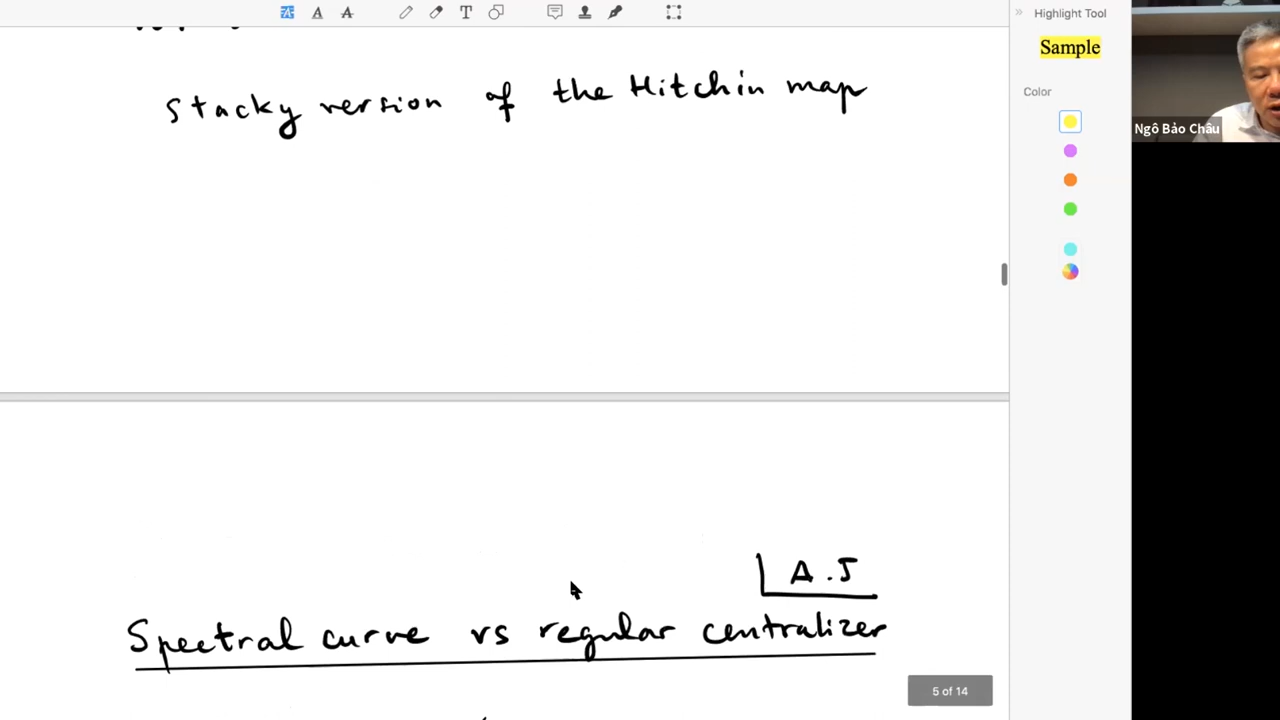 Highlight Tool
Sample
Color
Ngô Bảo Châu
Stacky version of the Hitchin map
A.5
Spectral curve vs regular centralizer
5 of 14